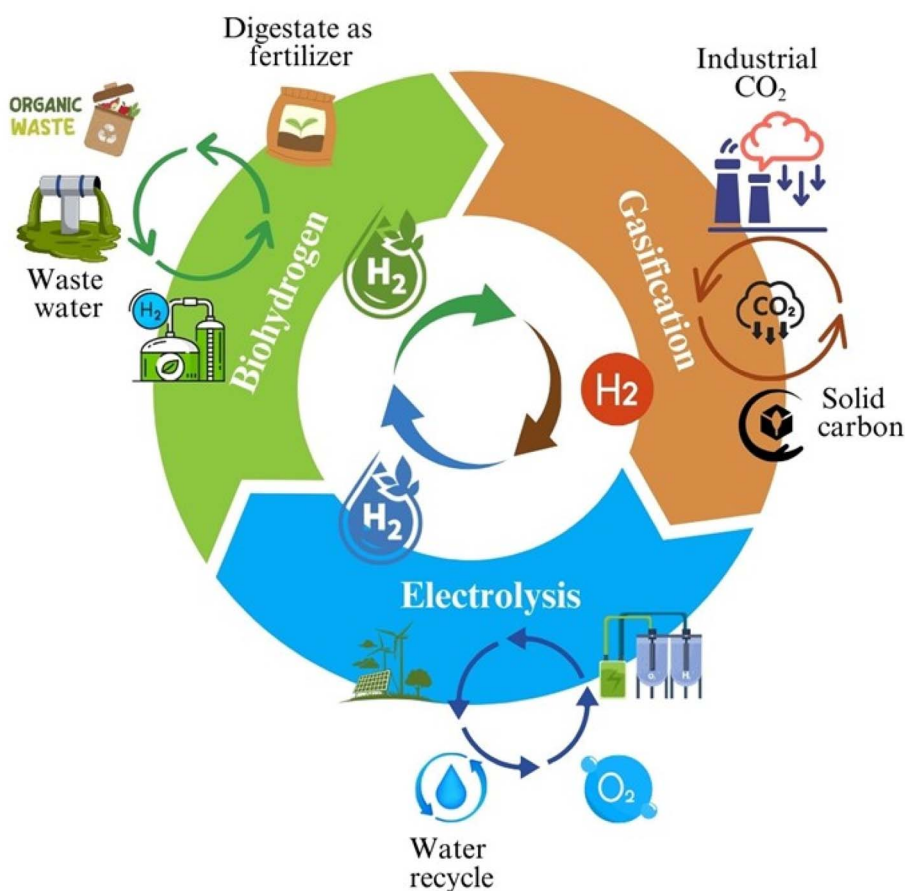 Digestate as
fertilizer
ORGANIC
WASTE
Waste
water
H₂
Biohydrogen
H₂
Industrial
CO₂
Gasification
CO₂
Solid
carbon
H2
H₂
Electrolysis
O₂
Water
recycle